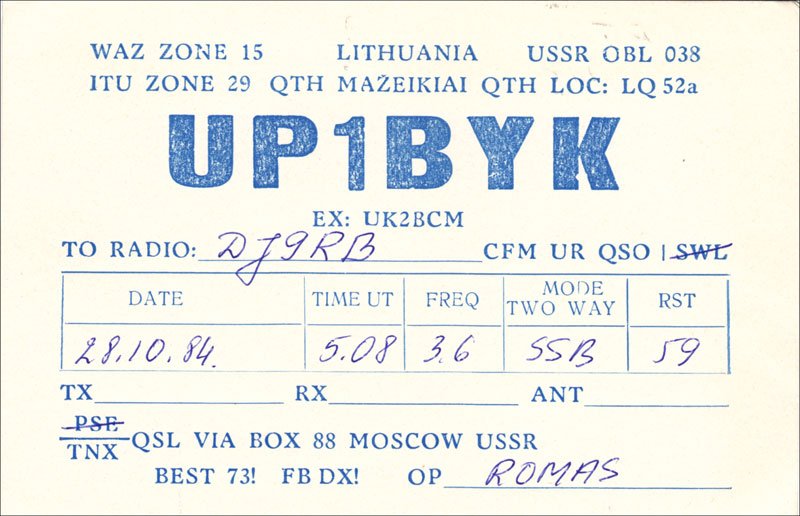 WAZ ZONE 15 LITHUANIA USSR OBL 038
ITU ZONE 29 QTH MAŽEIKIAI QTH LOC: LQ 52a
UP1BYK
EX: UK2BCM
TO RADIO: DJ9RB CFM UR QSO | SWL
DATE TIME UT FREQ MODE TWO WAY RST
28.10.84. 5.08 3.6 SSB 59
TX RX ANT
PSE
TNX QSL VIA BOX 88 MOSCOW USSR
BEST 73! FB DX! OP ROMAS